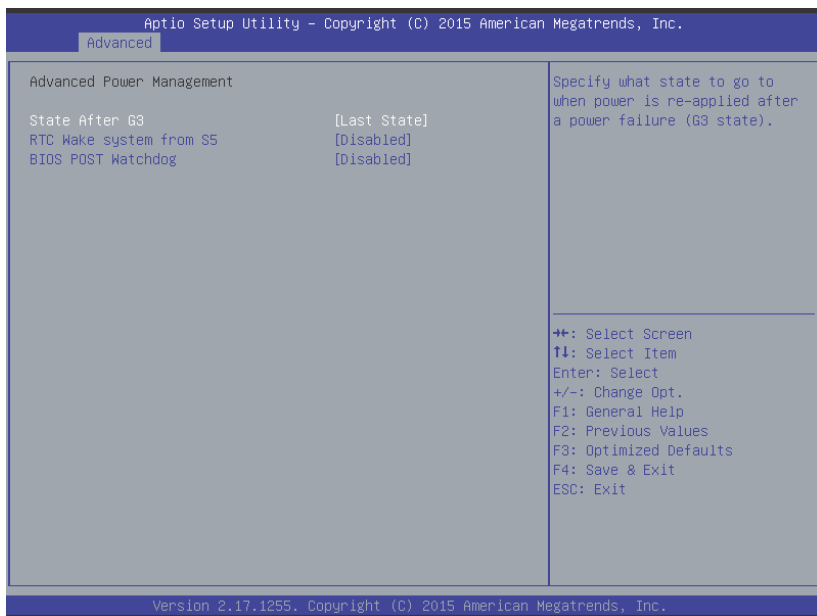 Aptio Setup Utility – Copyright (C) 2015 American Megatrends, Inc.
Advanced
Advanced Power Management
State After G3 [Last State]
RTC Wake system from S5 [Disabled]
BIOS POST Watchdog [Disabled]
Specify what state to go to
when power is re-applied after
a power failure (G3 state).
→←: Select Screen
↑↓: Select Item
Enter: Select
+/-: Change Opt.
F1: General Help
F2: Previous Values
F3: Optimized Defaults
F4: Save & Exit
ESC: Exit
Version 2.17.1255. Copyright (C) 2015 American Megatrends, Inc.